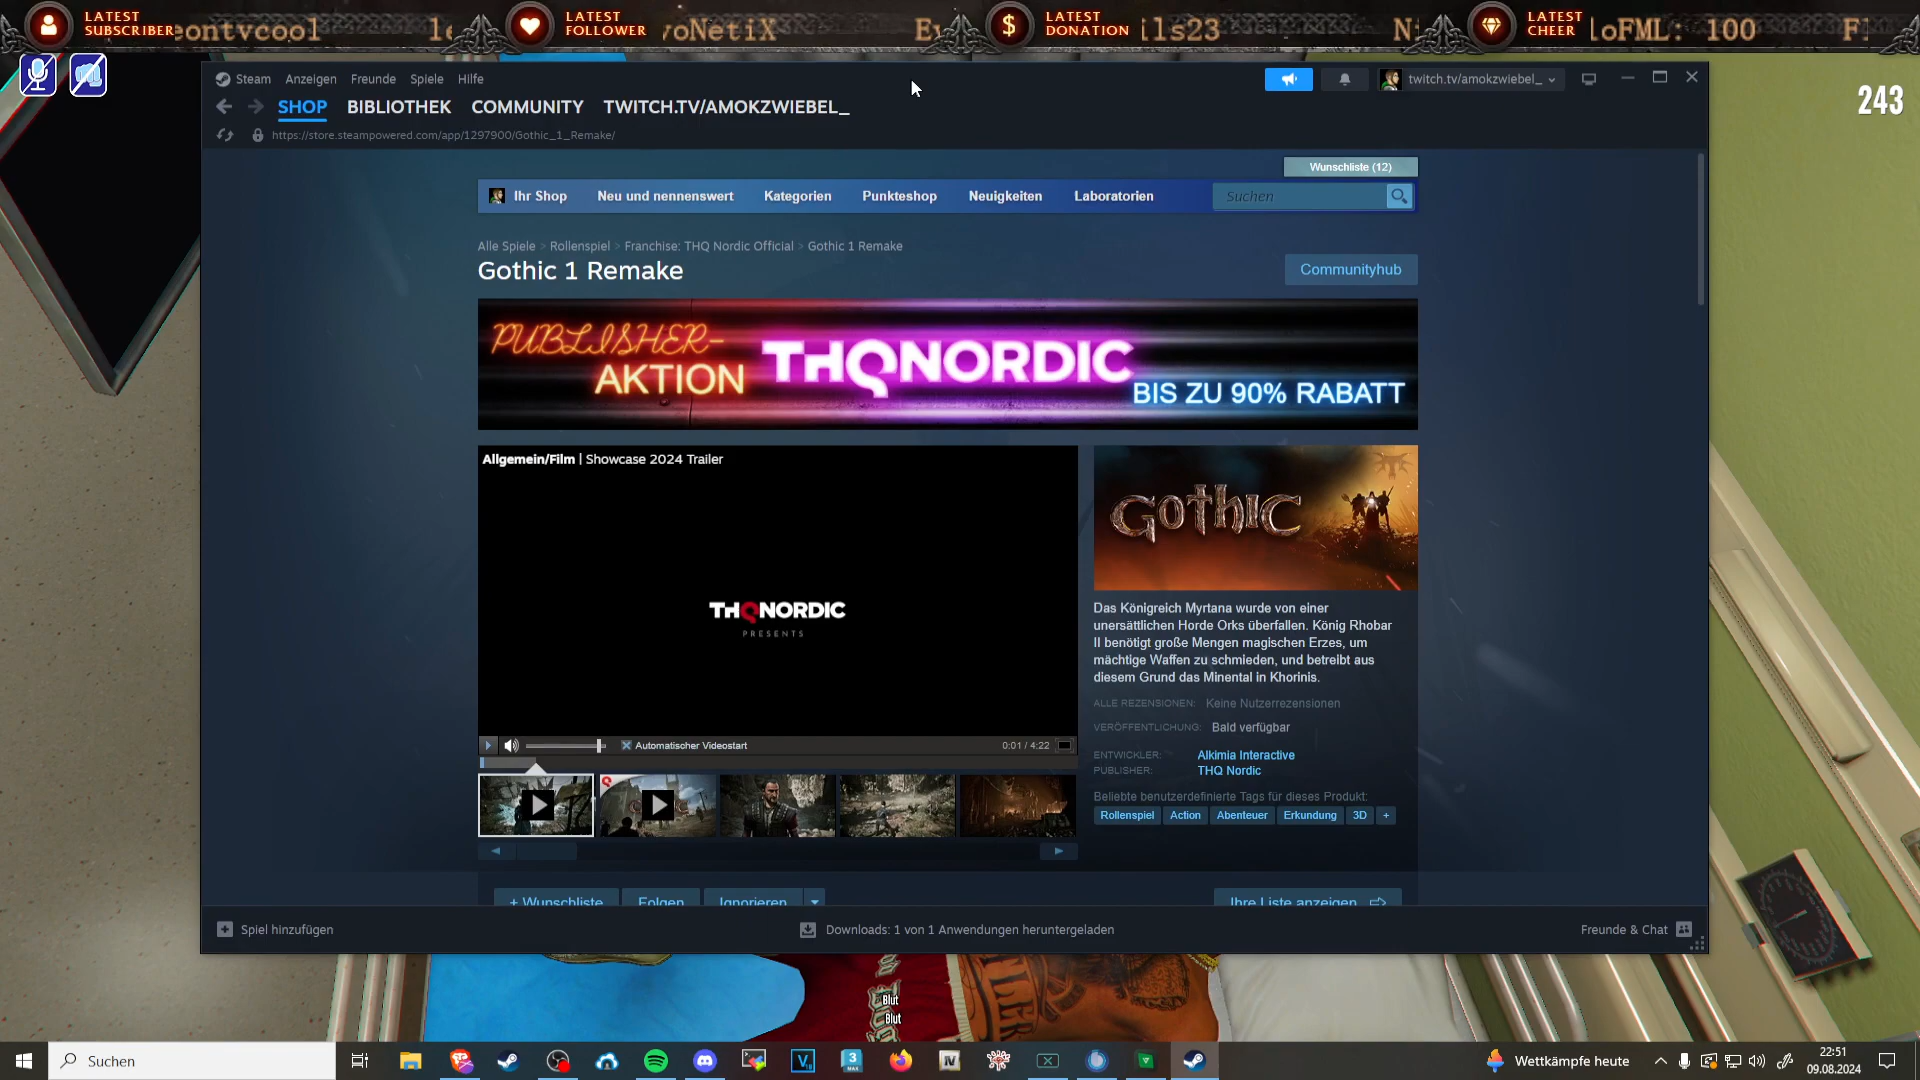 LATEST
SUBSCRIBER
eontvcool
LATEST
FOLLOWER
roNetiX
LATEST
DONATION
ils23
LATEST
CHEER
loFML: 100
243
Steam Anzeigen Freunde Spiele Hilfe
twitch.tv/amokzwiebel_
SHOP BIBLIOTHEK COMMUNITY TWITCH.TV/AMOKZWIEBEL_
https://store.steampowered.com/app/1297900/Gothic_1_Remake/
Wunschliste (12)
Ihr Shop Neu und nennenswert Kategorien Punkteshop Neuigkeiten Laboratorien Suchen
Alle Spiele > Rollenspiel > Franchise: THQ Nordic Official > Gothic 1 Remake
Gothic 1 Remake
Communityhub
PUBLISHER-
AKTION
THQNORDIC
BIS ZU 90% RABATT
Allgemein/Film | Showcase 2024 Trailer
THQNORDIC
PRESENTS
Automatischer Videostart
0:01 / 4:22
GOTHIC
Das Königreich Myrtana wurde von einer
unersättlichen Horde Orks überfallen. König Rhobar
II benötigt große Mengen magischen Erzes, um
mächtige Waffen zu schmieden, und betreibt aus
diesem Grund das Minental in Khorinis.
ALLE REZENSIONEN: Keine Nutzerrezensionen
VERÖFFENTLICHUNG: Bald verfügbar
ENTWICKLER: Alkimia Interactive
PUBLISHER: THQ Nordic
Beliebte benutzerdefinierte Tags für dieses Produkt:
Rollenspiel Action Abenteuer Erkundung 3D +
+ Wunschliste Folgen Ignorieren
Ihre Liste anzeigen
Spiel hinzufügen
Downloads: 1 von 1 Anwendungen heruntergeladen
Freunde & Chat
Blut
Blut
Suchen
Wettkämpfe heute
22:51
09.08.2024